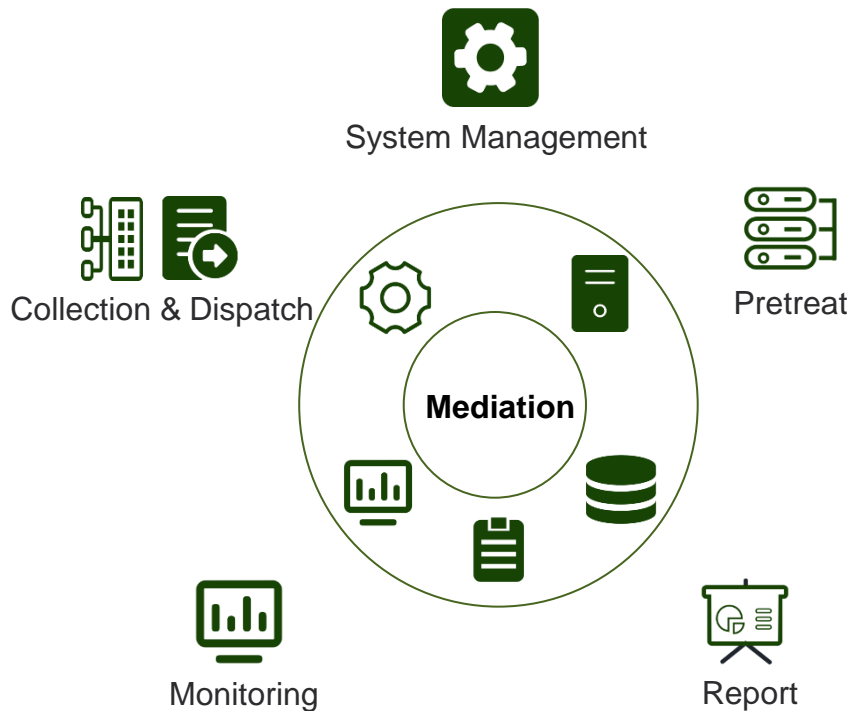 System Management
Collection & Dispatch
Pretreat
Mediation
Monitoring
Report